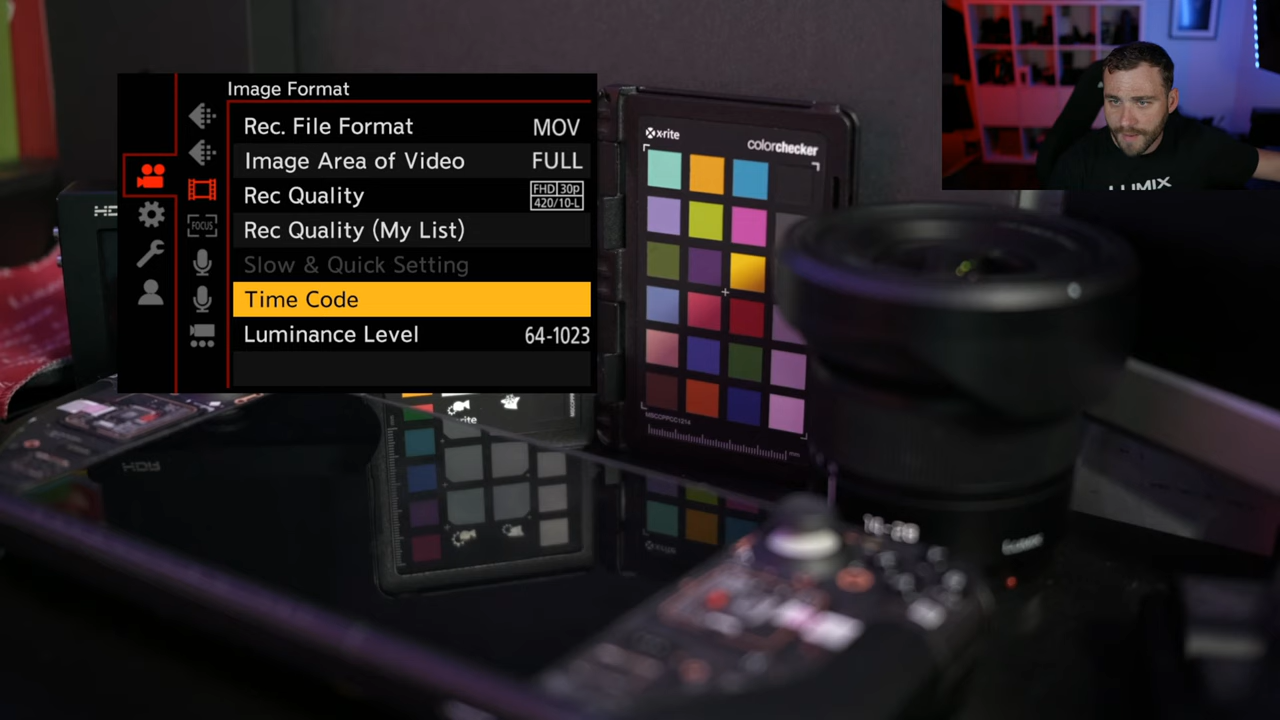 Image Format
Rec. File Format MOV
Image Area of Video FULL
Rec Quality FHD 30p 420/10-L
Rec Quality (My List)
Slow & Quick Setting
Time Code
Luminance Level 64-1023
FOCUS
x-rite
colorchecker
LUMIX